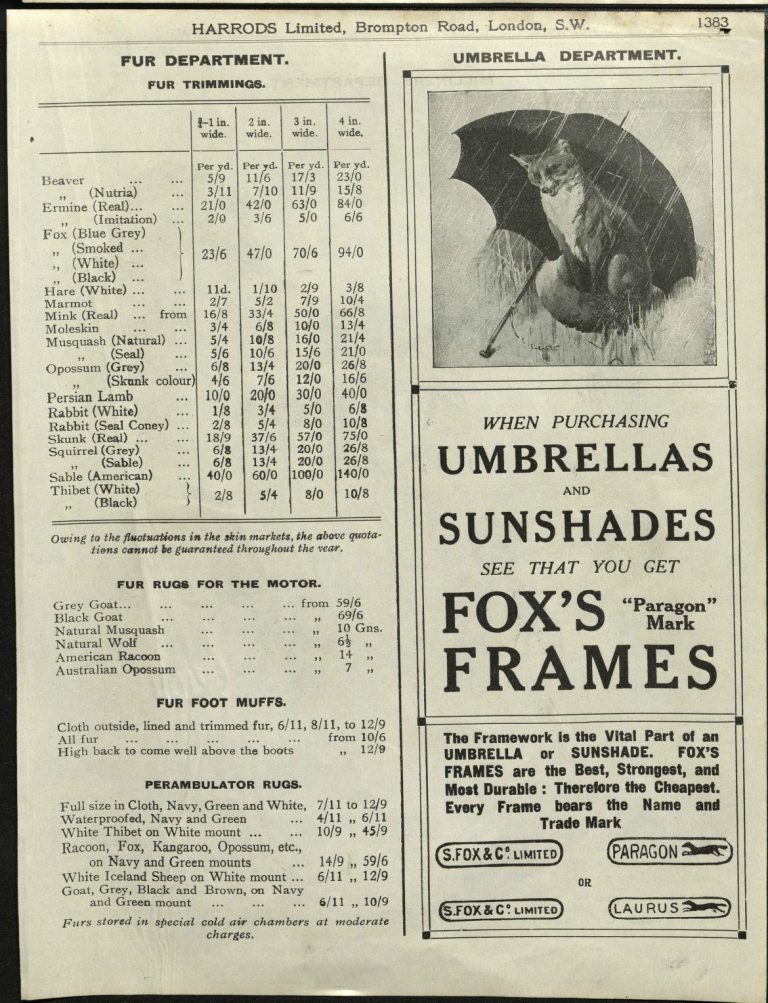 HARRODS Limited, Brompton Road, London, S.W. 1383
FUR DEPARTMENT.
FUR TRIMMINGS.
¾–1 in. wide. 2 in. wide. 3 in. wide. 4 in. wide.
Per yd. Per yd. Per yd. Per yd.
Beaver ... ... 5/9 11/6 17/3 23/0
„ (Nutria) ... 3/11 7/10 11/9 15/8
Ermine (Real)... ... 21/0 42/0 63/0 84/0
„ (Imitation) ... 2/0 3/6 5/0 6/6
Fox (Blue Grey)
„ (Smoked ...
„ (White) ...
„ (Black) ...
23/6 47/0 70/6 94/0
Hare (White) ... ... 11d. 1/10 2/9 3/8
Marmot ... ... 2/7 5/2 7/9 10/4
Mink (Real) ... from 16/8 33/4 50/0 66/8
Moleskin ... ... 3/4 6/8 10/0 13/4
Musquash (Natural) ... 5/4 10/8 16/0 21/4
„ (Seal) ... 5/6 10/6 15/6 21/0
Opossum (Grey) ... 6/8 13/4 20/0 26/8
„ (Skunk colour) 4/6 7/6 12/0 16/6
Persian Lamb ... 10/0 20/0 30/0 40/0
Rabbit (White) ... 1/8 3/4 5/0 6/8
Rabbit (Seal Coney) ... 2/8 5/4 8/0 10/8
Skunk (Real) ... ... 18/9 37/6 57/0 75/0
Squirrel (Grey) ... 6/8 13/4 20/0 26/8
„ (Sable) ... 6/8 13/4 20/0 26/8
Sable (American) ... 40/0 60/0 100/0 140/0
Thibet (White)
„ (Black)
2/8 5/4 8/0 10/8
Owing to the fluctuations in the skin markets, the above quota-
tions cannot be guaranteed throughout the year.
FUR RUGS FOR THE MOTOR.
Grey Goat... ... ... ... ... from 59/6
Black Goat ... ... ... „ 69/6
Natural Musquash ... ... ... „ 10 Gns.
Natural Wolf ... ... ... ... „ 6½ „
American Racoon ... ... ... „ 14 „
Australian Opossum ... ... ... „ 7 „
FUR FOOT MUFFS.
Cloth outside, lined and trimmed fur, 6/11, 8/11, to 12/9
All fur ... ... ... ... ... from 10/6
High back to come well above the boots „ 12/9
PERAMBULATOR RUGS.
Full size in Cloth, Navy, Green and White, 7/11 to 12/9
Waterproofed, Navy and Green ... 4/11 „ 6/11
White Thibet on White mount ... ... 10/9 „ 45/9
Racoon, Fox, Kangaroo, Opossum, etc.,
on Navy and Green mounts ... 14/9 „ 59/6
White Iceland Sheep on White mount ... 6/11 „ 12/9
Goat, Grey, Black and Brown, on Navy
and Green mount ... ... ... 6/11 „ 10/9
Furs stored in special cold air chambers at moderate
charges.
UMBRELLA DEPARTMENT.
WHEN PURCHASING
UMBRELLAS
AND
SUNSHADES
SEE THAT YOU GET
FOX'S "Paragon" Mark
FRAMES
The Framework is the Vital Part of an
UMBRELLA or SUNSHADE. FOX'S
FRAMES are the Best, Strongest, and
Most Durable : Therefore the Cheapest.
Every Frame bears the Name and
Trade Mark
S. FOX & Cº LIMITED PARAGON
OR
S. FOX & Cº LIMITED LAURUS